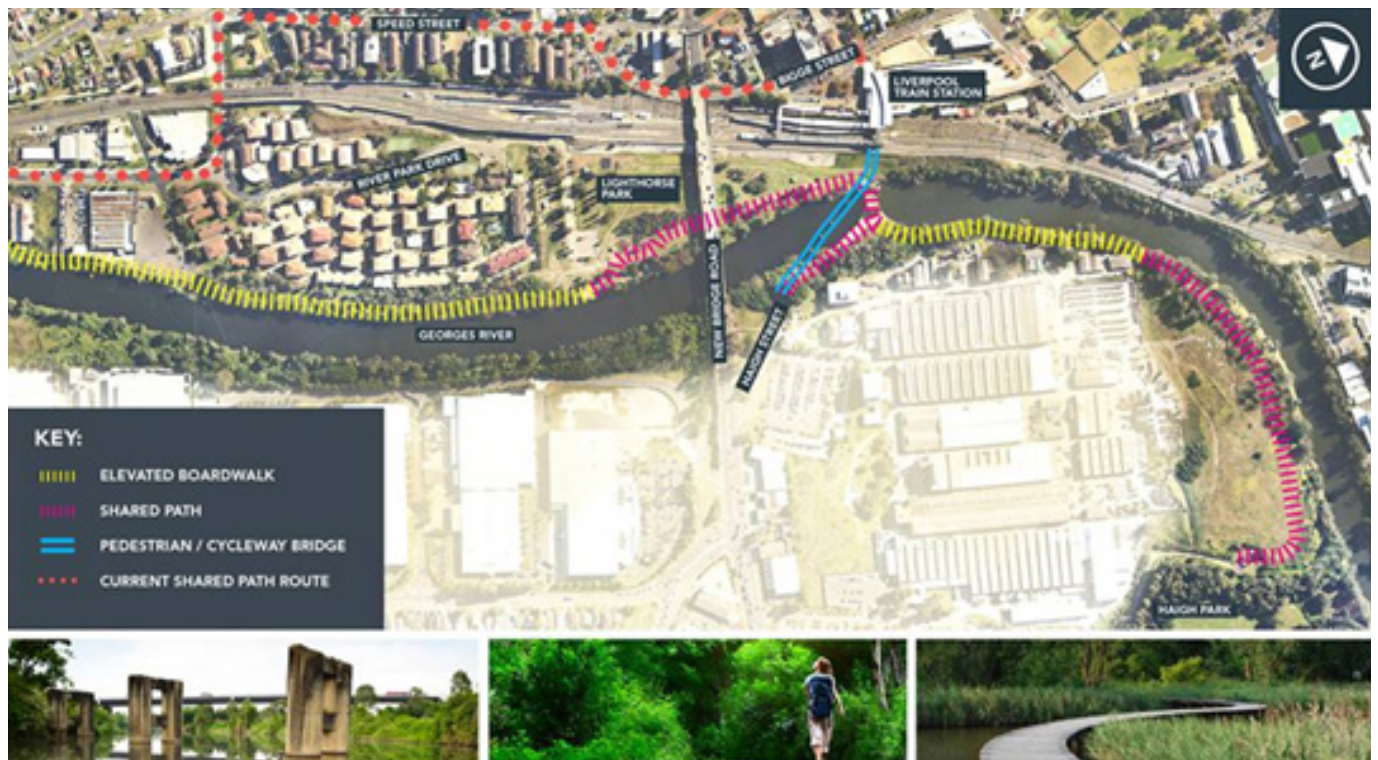 SPEED STREET
BIGGE STREET
LIVERPOOL
TRAIN STATION
N
RIVER PARK DRIVE
LIGHTHORSE
PARK
NEW BRIDGE ROAD
GEORGES RIVER
HAIGH STREET
KEY:
ELEVATED BOARDWALK
SHARED PATH
PEDESTRIAN / CYCLEWAY BRIDGE
CURRENT SHARED PATH ROUTE
HAIGH PARK